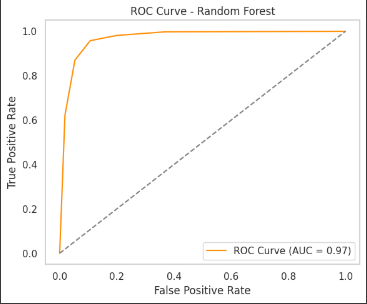 ROC Curve - Random Forest
True Positive Rate
1.0
0.8
0.6
0.4
0.2
0.0
ROC Curve (AUC = 0.97)
0.0 0.2 0.4 0.6 0.8 1.0
False Positive Rate